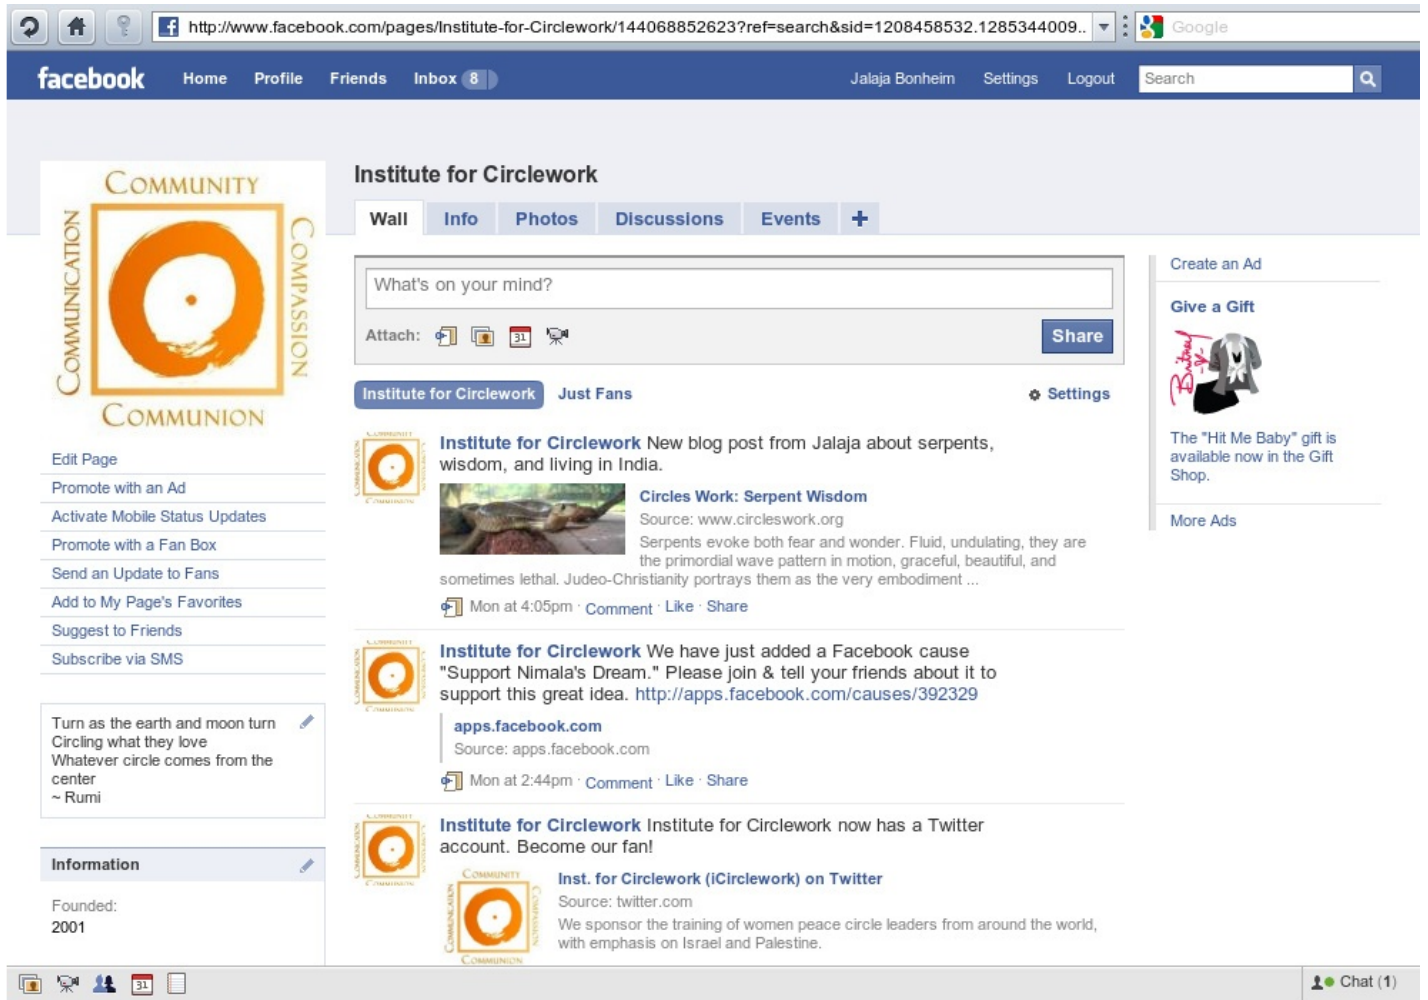 http://www.facebook.com/pages/Institute-for-Circlework/144068852623?ref=search&sid=1208458532.1285344009..
Google
facebook Home Profile Friends Inbox 8 Jalaja Bonheim Settings Logout Search
COMMUNITY
COMMUNICATION
COMPASSION
COMMUNION
Institute for Circlework
Wall Info Photos Discussions Events +
What's on your mind?
Attach: 31 Share
Institute for Circlework Just Fans Settings
Institute for Circlework New blog post from Jalaja about serpents,
wisdom, and living in India.
Circles Work: Serpent Wisdom
Source: www.circleswork.org
Serpents evoke both fear and wonder. Fluid, undulating, they are
the primordial wave pattern in motion, graceful, beautiful, and
sometimes lethal. Judeo-Christianity portrays them as the very embodiment ...
Mon at 4:05pm · Comment · Like · Share
Institute for Circlework We have just added a Facebook cause
"Support Nimala's Dream." Please join & tell your friends about it to
support this great idea. http://apps.facebook.com/causes/392329
apps.facebook.com
Source: apps.facebook.com
Mon at 2:44pm · Comment · Like · Share
Institute for Circlework Institute for Circlework now has a Twitter
account. Become our fan!
COMMUNITY
COMMUNICATION
COMPASSION
COMMUNION
Inst. for Circlework (iCirclework) on Twitter
Source: twitter.com
We sponsor the training of women peace circle leaders from around the world,
with emphasis on Israel and Palestine.
Edit Page
Promote with an Ad
Activate Mobile Status Updates
Promote with a Fan Box
Send an Update to Fans
Add to My Page's Favorites
Suggest to Friends
Subscribe via SMS
Turn as the earth and moon turn
Circling what they love
Whatever circle comes from the
center
~ Rumi
Information
Founded:
2001
Create an Ad
Give a Gift
Britney
The "Hit Me Baby" gift is
available now in the Gift
Shop.
More Ads
31
Chat (1)